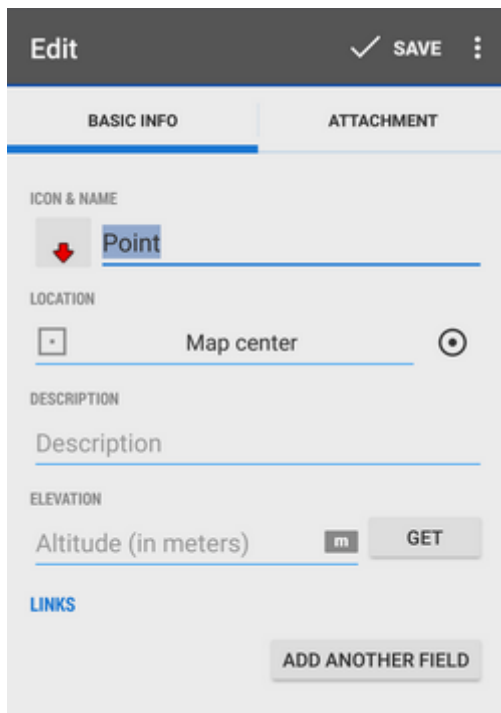 Edit SAVE
BASIC INFO ATTACHMENT
ICON & NAME
Point
LOCATION
Map center
DESCRIPTION
Description
ELEVATION
Altitude (in meters) m GET
LINKS
ADD ANOTHER FIELD